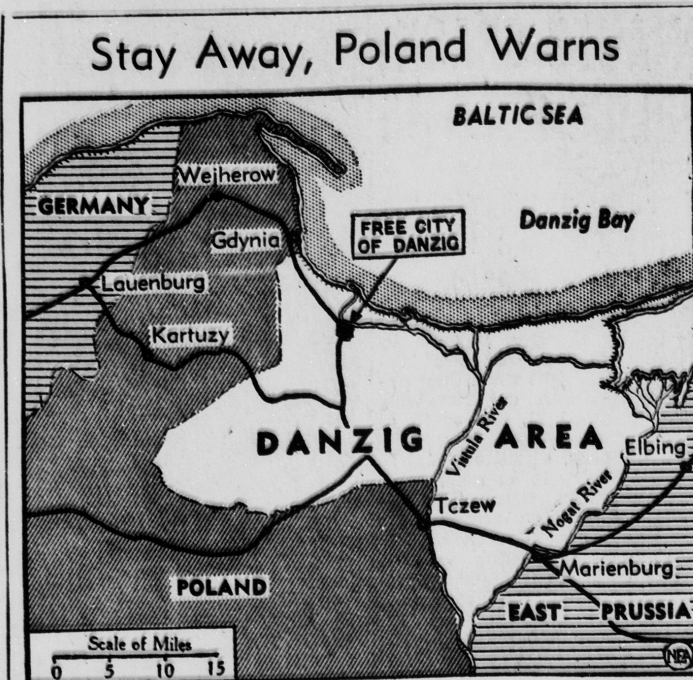 Stay Away, Poland Warns
BALTIC SEA
Wejherow
GERMANY
Danzig Bay
FREE CITY
OF DANZIG
Gdynia
Lauenburg
Kartuzy
DANZIG AREA
Vistula River
Elbing
Tczew
Nogat River
Marienburg
POLAND
EAST PRUSSIA
Scale of Miles
0 5 10 15
NEA